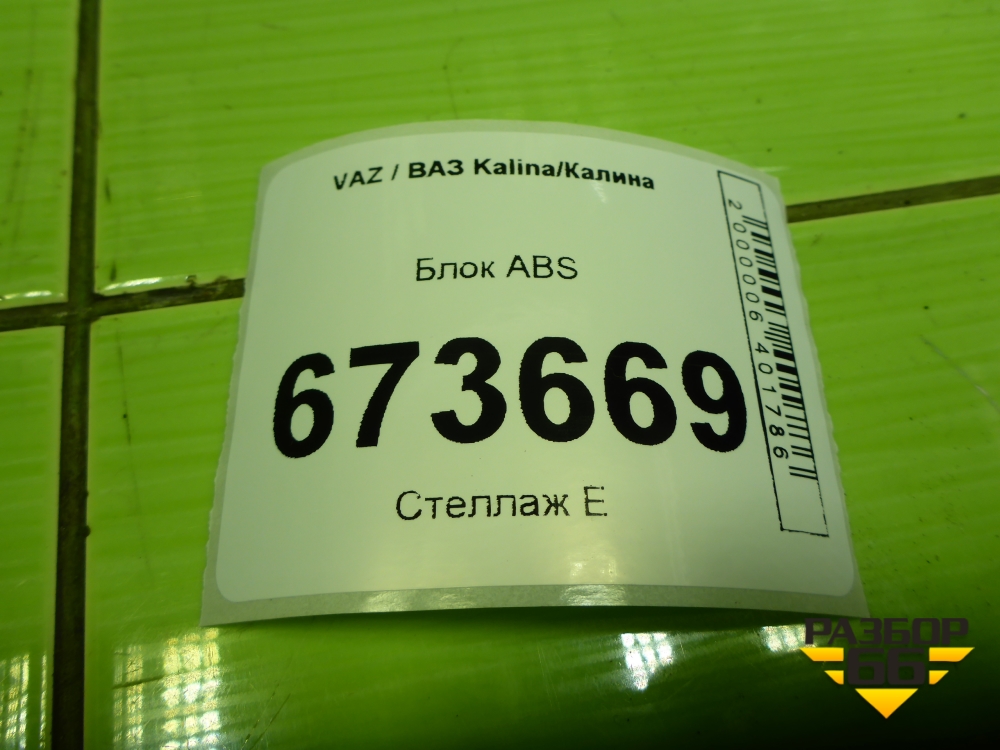 VAZ / ВАЗ Kalina/Калина
Блок ABS
673669
Стеллаж Е
2000006401786
РАЗБОР
66